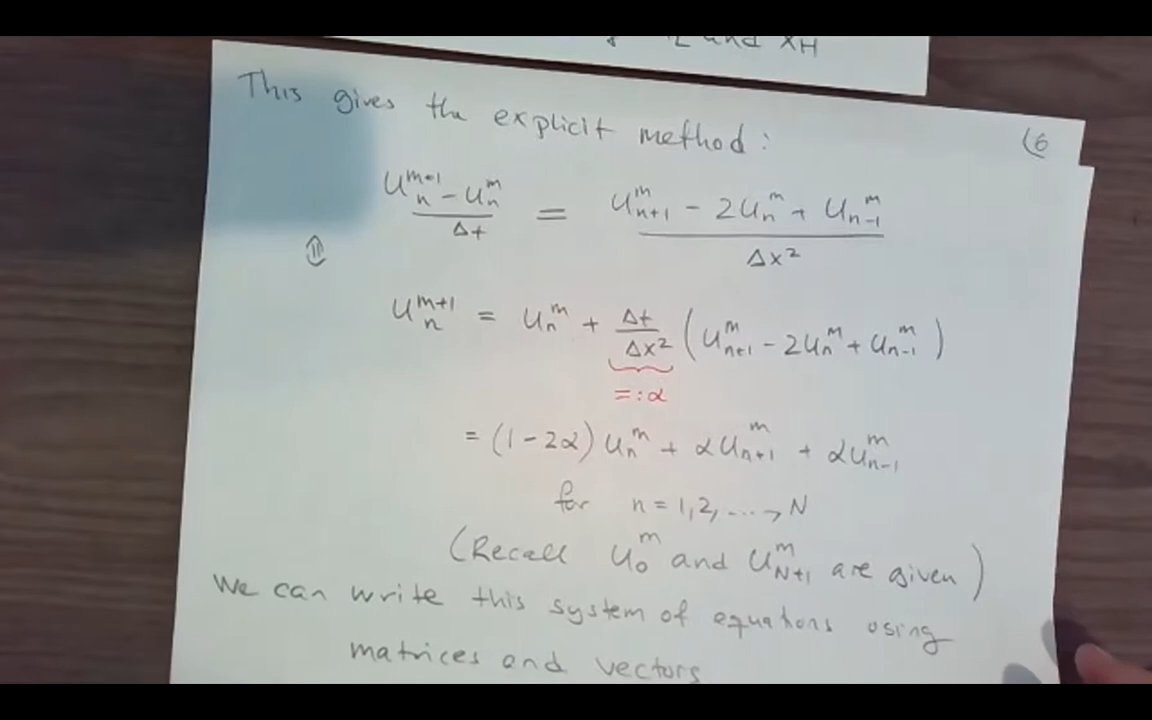 and x_H
This gives the explicit method:
(6
(u_n^{m+1} - u_n^m)/Δt = (u_{n+1}^m - 2u_n^m + u_{n-1}^m)/Δx²
⇕
u_n^{m+1} = u_n^m + Δt/Δx² (u_{n+1}^m - 2u_n^m + u_{n-1}^m)
=:α
= (1-2α) u_n^m + αu_{n+1}^m + αu_{n-1}^m
for n = 1,2,...., N
(Recall u_0^m and u_{N+1}^m are given)
We can write this system of equations using
matrices and vectors